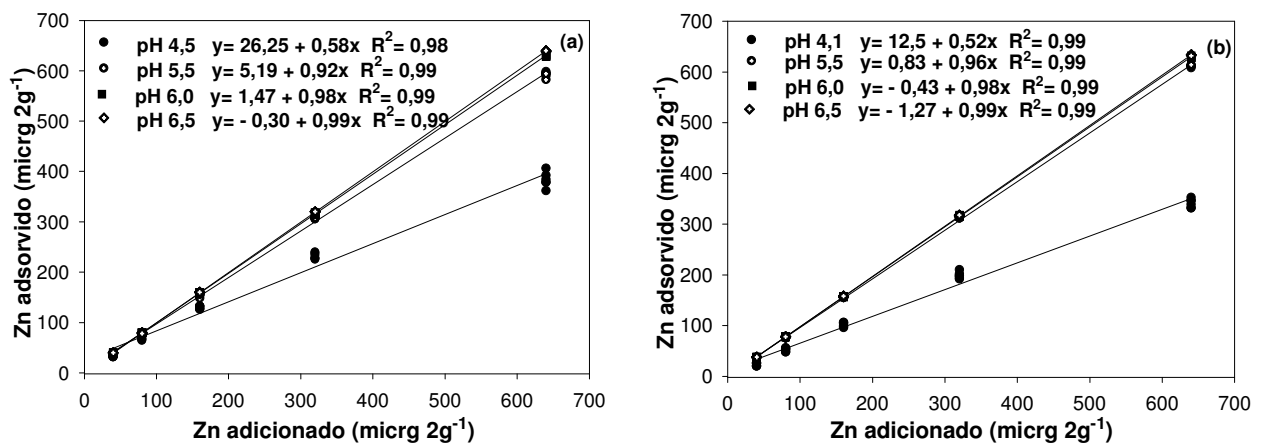 (a)
pH 4,5 y= 26,25 + 0,58x R²= 0,98
pH 5,5 y= 5,19 + 0,92x R²= 0,99
pH 6,0 y= 1,47 + 0,98x R²= 0,99
pH 6,5 y= - 0,30 + 0,99x R²= 0,99
Zn adsorvido (micrg 2g⁻¹)
700
600
500
400
300
200
100
0
0 100 200 300 400 500 600 700
Zn adicionado (micrg 2g⁻¹)
(b)
pH 4,1 y= 12,5 + 0,52x R²= 0,99
pH 5,5 y= 0,83 + 0,96x R²= 0,99
pH 6,0 y= - 0,43 + 0,98x R²= 0,99
pH 6,5 y= - 1,27 + 0,99x R²= 0,99
Zn adsorvido (micrg 2g⁻¹)
700
600
500
400
300
200
100
0
0 100 200 300 400 500 600 700
Zn adicionado (micrg 2g⁻¹)